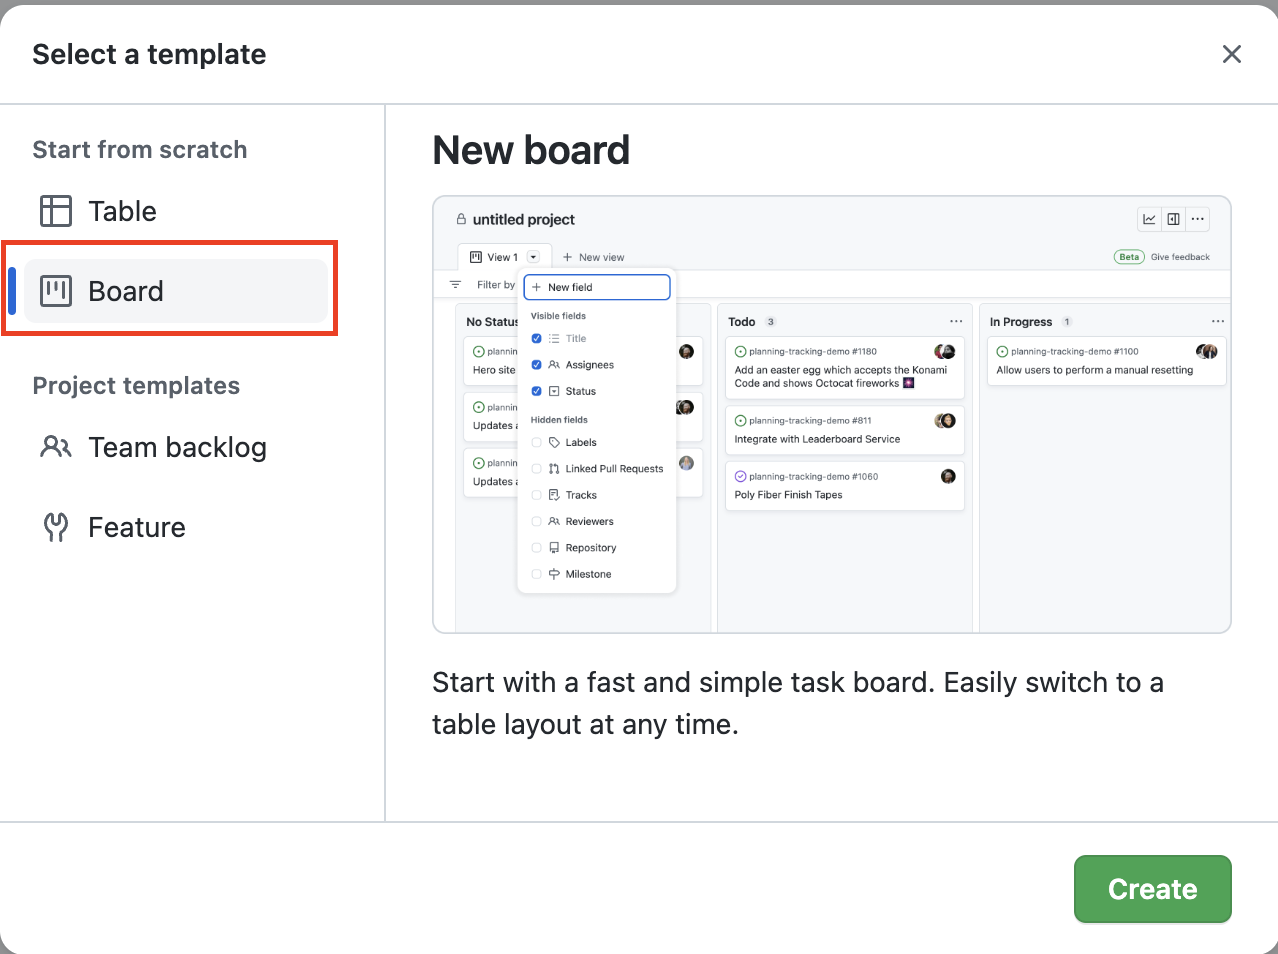 Select a template
Start from scratch
Table
Board
Project templates
Team backlog
Feature
New board
untitled project
View 1
New view
Beta
Give feedback
Filter by
New field
Visible fields
Title
Assignees
Status
Hidden fields
Labels
Linked Pull Requests
Tracks
Reviewers
Repository
Milestone
No Status
Hero site
Updates
Updates
Todo 3
planning-tracking-demo #1180
Add an easter egg which accepts the Konami
Code and shows Octocat fireworks
planning-tracking-demo #811
Integrate with Leaderboard Service
planning-tracking-demo #1060
Poly Fiber Finish Tapes
In Progress 1
planning-tracking-demo #1100
Allow users to perform a manual resetting
Start with a fast and simple task board. Easily switch to a
table layout at any time.
Create